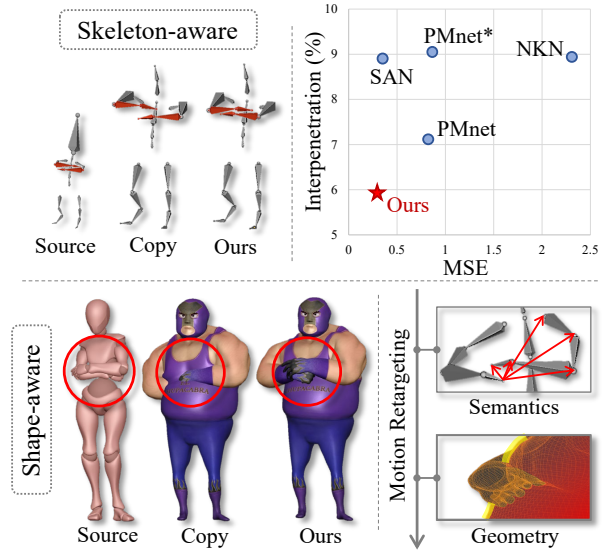 Skeleton-aware
Source
Copy
Ours
Interpenetration (%)
10
9
8
7
6
5
PMnet*
NKN
SAN
PMnet
Ours
0
0.5
1
1.5
2
2.5
MSE
Shape-aware
Source
Copy
Ours
Motion Retargeting
Semantics
Geometry